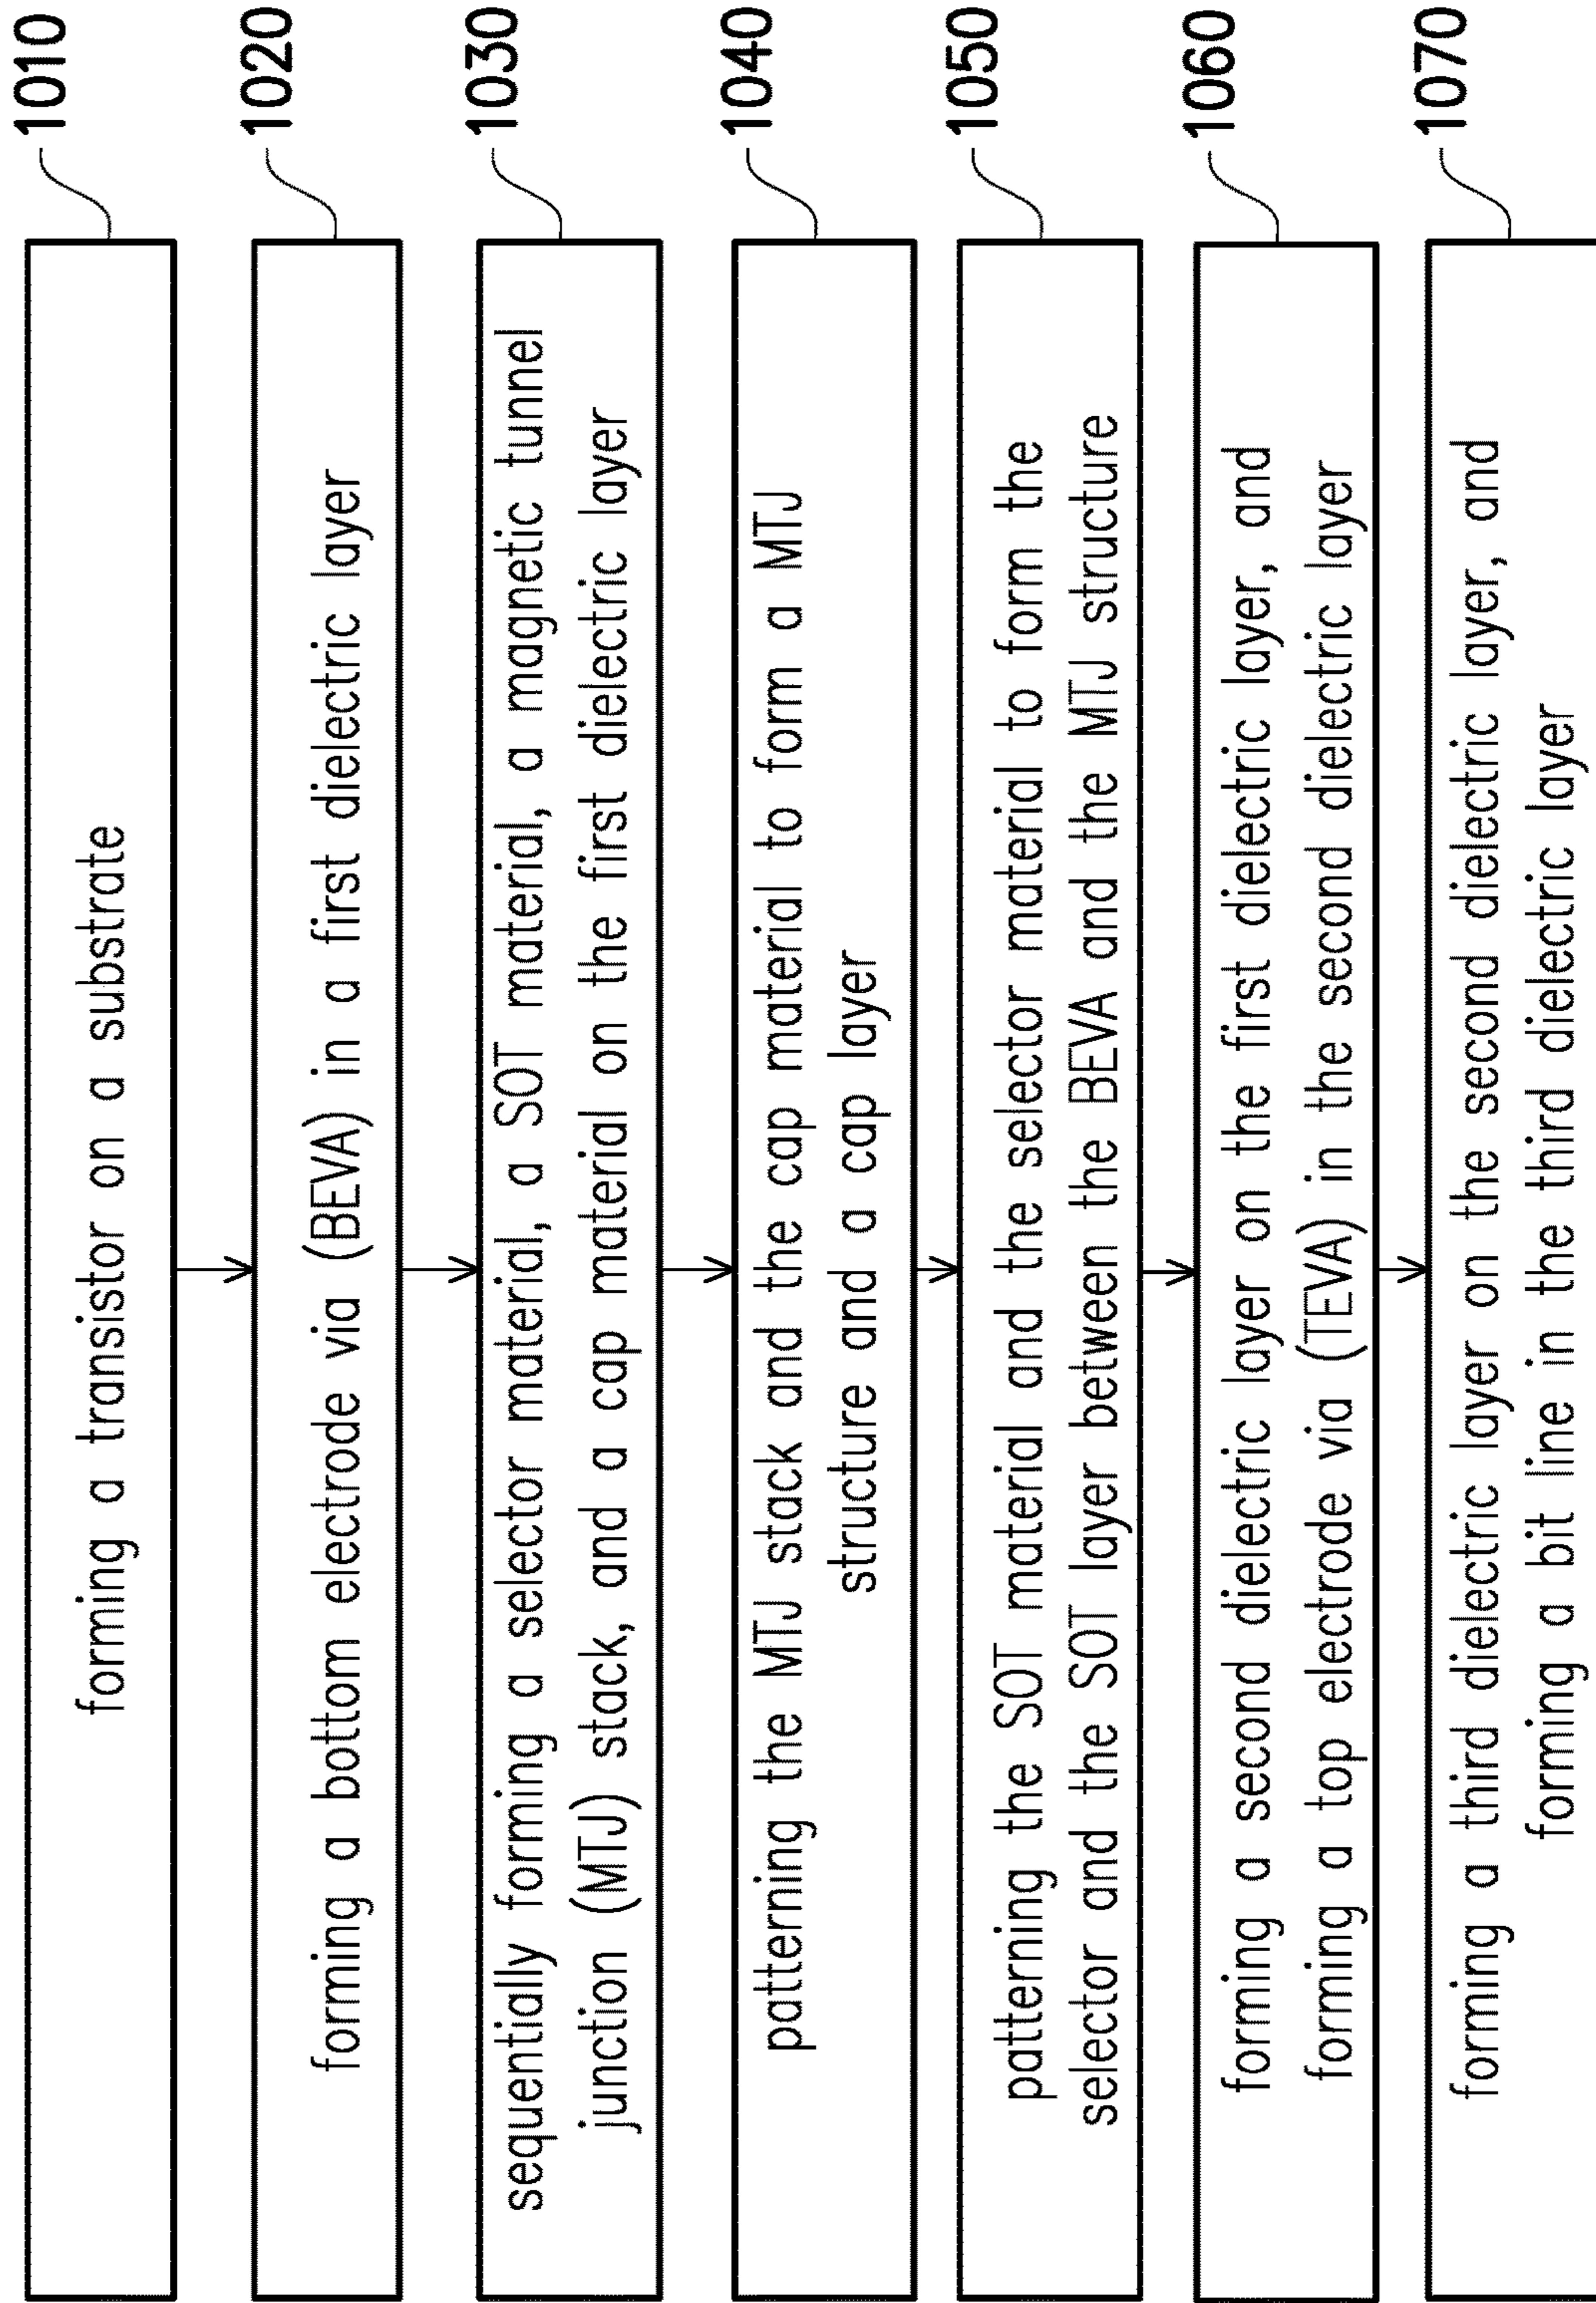 forming a transistor on a substrate
1010
forming a bottom electrode via (BEVA) in a first dielectric layer
1020
sequentially forming a selector material, a SOT material, a magnetic tunnel
junction (MTJ) stack, and a cap material on the first dielectric layer
1030
patterning the MTJ stack and the cap material to form a MTJ
structure and a cap layer
1040
patterning the SOT material and the selector material to form the
selector and the SOT layer between the BEVA and the MTJ structure
1050
forming a second dielectric layer on the first dielectric layer, and
forming a top electrode via (TEVA) in the second dielectric layer
1060
forming a third dielectric layer on the second dielectric layer, and
forming a bit line in the third dielectric layer
1070